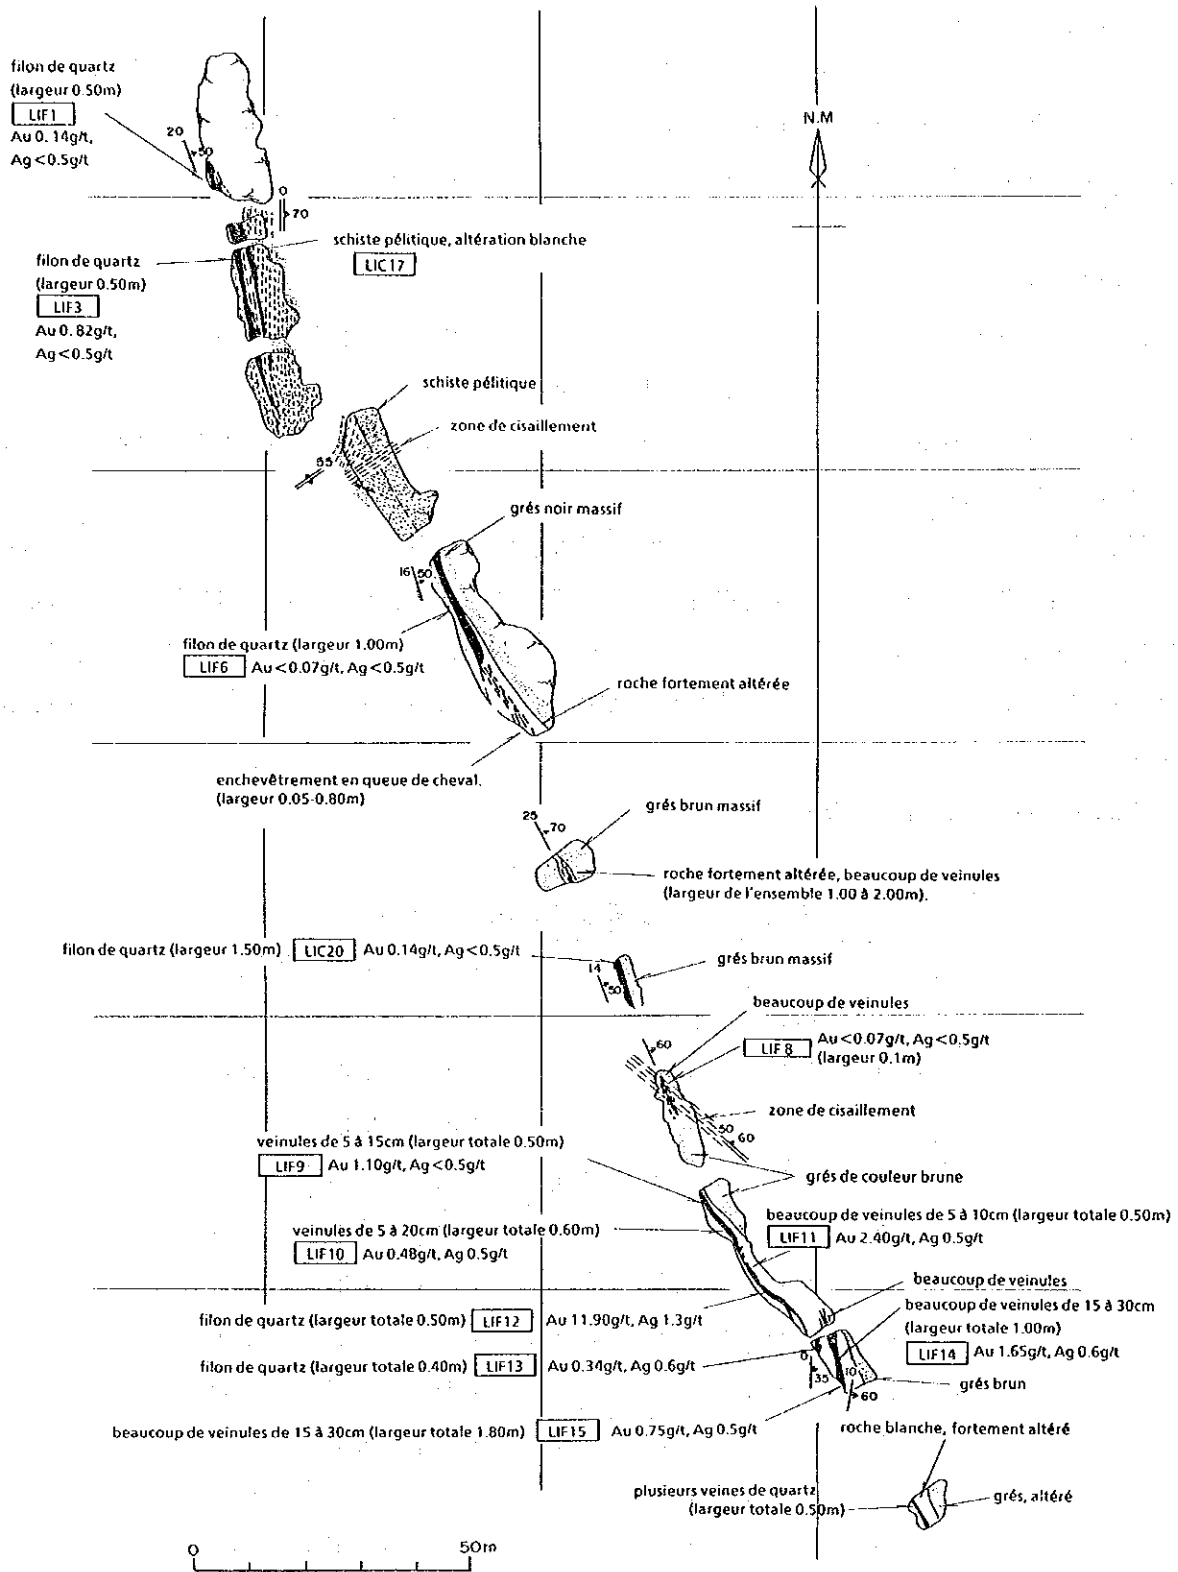 filon de quartz
(largeur 0.50m)
LIF1
Au 0.14g/t,
Ag<0.5g/t
20
50
N.M
0
70
schiste pélitique, altération blanche
LIC17
filon de quartz
(largeur 0.50m)
LIF3
Au 0.82g/t,
Ag<0.5g/t
schiste pélitique
zone de cisaillement
55
grés noir massif
16
50
filon de quartz (largeur 1.00m)
LIF6 Au<0.07g/t, Ag<0.5g/t
roche fortement altérée
enchevêtrement en queue de cheval.
(largeur 0.05-0.80m)
25
70
grés brun massif
roche fortement altérée, beaucoup de veinules
(largeur de l'ensemble 1.00 à 2.00m).
filon de quartz (largeur 1.50m) LIC20 Au 0.14g/t, Ag<0.5g/t
14
50
grés brun massif
beaucoup de veinules
60
LIF8 Au<0.07g/t, Ag<0.5g/t
(largeur 0.1m)
zone de cisaillement
50
60
veinules de 5 à 15cm (largeur totale 0.50m)
LIF9 Au 1.10g/t, Ag<0.5g/t
grés de couleur brune
veinules de 5 à 20cm (largeur totale 0.60m)
LIF10 Au 0.48g/t, Ag 0.5g/t
beaucoup de veinules de 5 à 10cm (largeur totale 0.50m)
LIF11 Au 2.40g/t, Ag 0.5g/t
beaucoup de veinules
filon de quartz (largeur totale 0.50m) LIF12 Au 11.90g/t, Ag 1.3g/t
beaucoup de veinules de 15 à 30cm
(largeur totale 1.00m)
LIF14 Au 1.65g/t, Ag 0.6g/t
filon de quartz (largeur totale 0.40m) LIF13 Au 0.34g/t, Ag 0.6g/t
0
35
10
60
grés brun
beaucoup de veinules de 15 à 30cm (largeur totale 1.80m) LIF15 Au 0.75g/t, Ag 0.5g/t
roche blanche, fortement altéré
plusieurs veines de quartz
(largeur totale 0.50m)
grés, altéré
0 50m